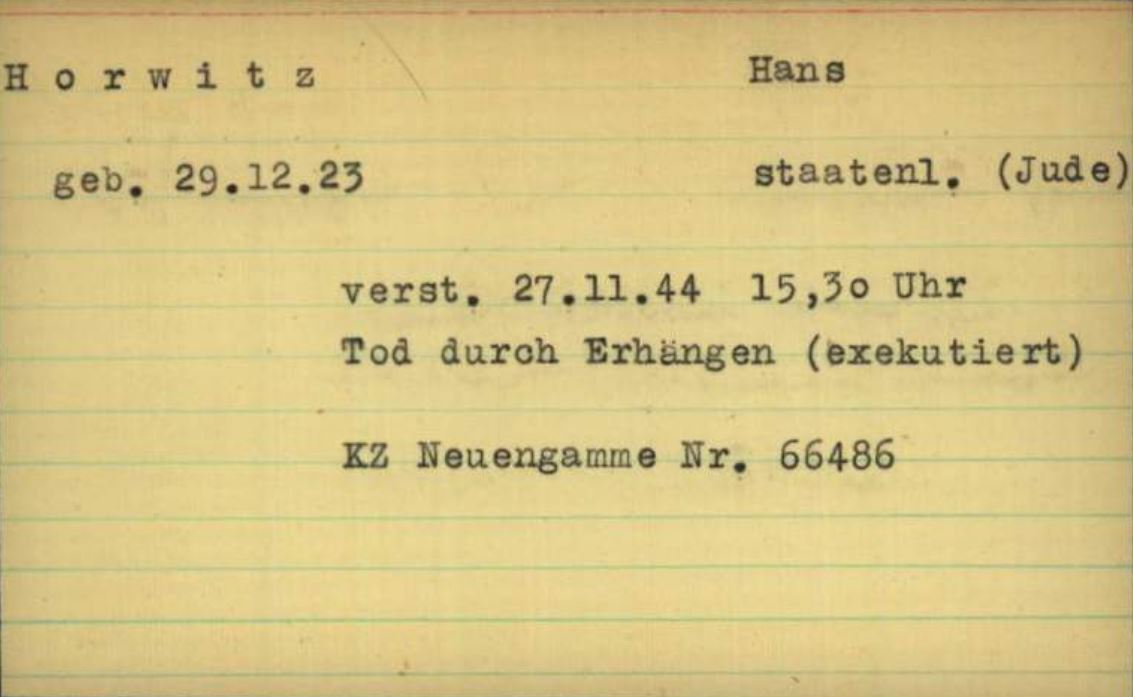 Horwitz Hans
geb. 29.12.23 staatenl. (Jude)
verst. 27.11.44 15,3o Uhr
Tod durch Erhängen (exekutiert)
KZ Neuengamme Nr. 66486